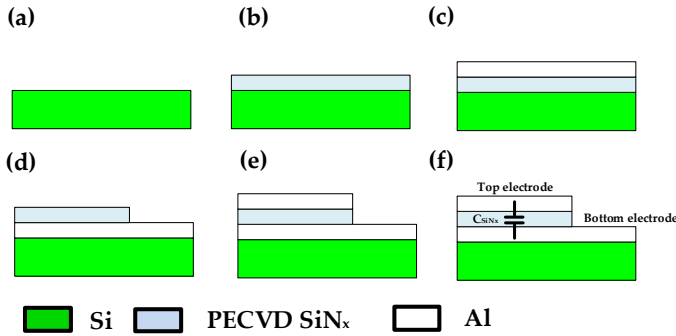 (a)
(b)
(c)
(d)
(e)
(f)
Top electrode
CSiNx
Bottom electrode
Si
PECVD SiNx
Al